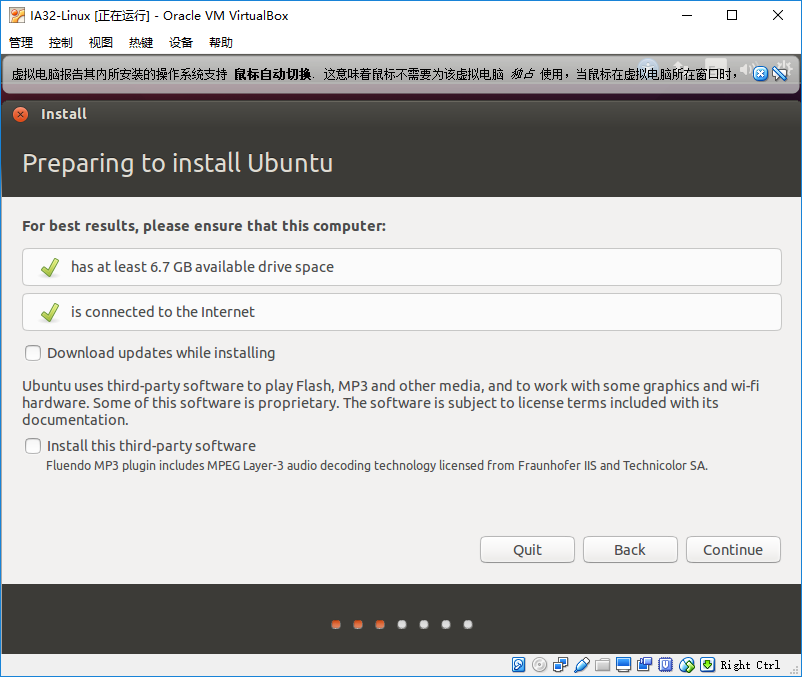 IA32-Linux [正在运行] - Oracle VM VirtualBox
管理 控制 视图 热键 设备 帮助
虚拟电脑报告其内所安装的操作系统支持 鼠标自动切换. 这意味着鼠标不需要为该虚拟电脑 独占 使用，当鼠标在虚拟电脑所在窗口时，
Install
Preparing to install Ubuntu
For best results, please ensure that this computer:
has at least 6.7 GB available drive space
is connected to the Internet
Download updates while installing
Ubuntu uses third-party software to play Flash, MP3 and other media, and to work with some graphics and wi-fi
hardware. Some of this software is proprietary. The software is subject to license terms included with its
documentation.
Install this third-party software
Fluendo MP3 plugin includes MPEG Layer-3 audio decoding technology licensed from Fraunhofer IIS and Technicolor SA.
Quit Back Continue
Right Ctrl